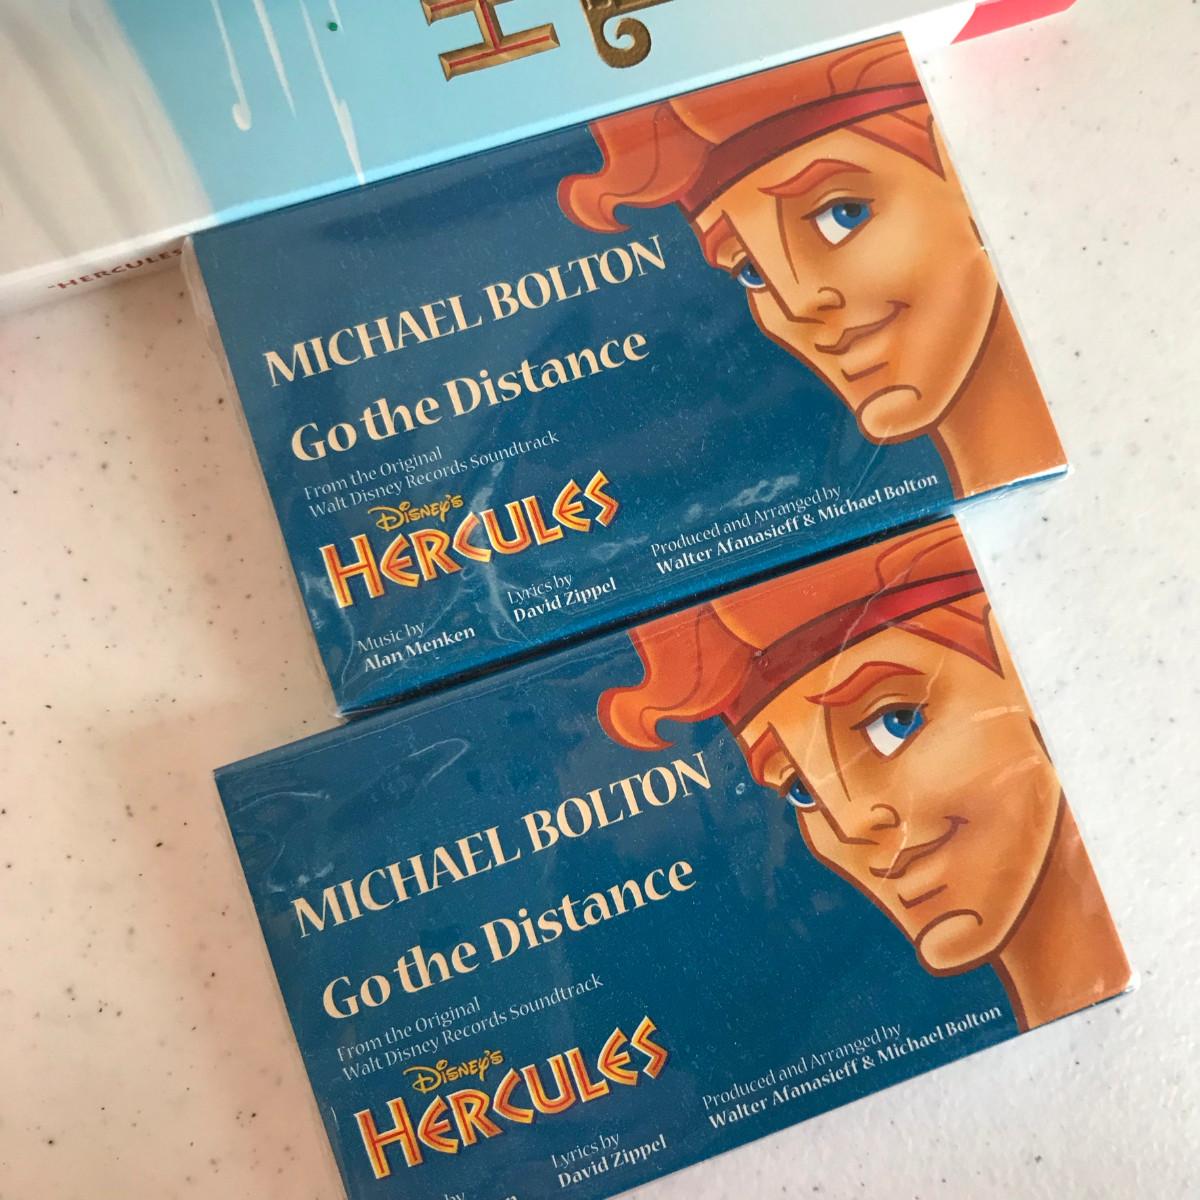 H
-HERCULES
MICHAEL BOLTON
Go the Distance
From the Original
Walt Disney Records Soundtrack
DISNEY'S
HERCULES
Music by
Alan Menken
Lyrics by
David Zippel
Produced and Arranged by
Walter Afanasieff & Michael Bolton
MICHAEL BOLTON
Go the Distance
From the Original
Walt Disney Records Soundtrack
DISNEY'S
HERCULES
by
Lyrics by
David Zippel
Produced and Arranged by
Walter Afanasieff & Michael Bolton